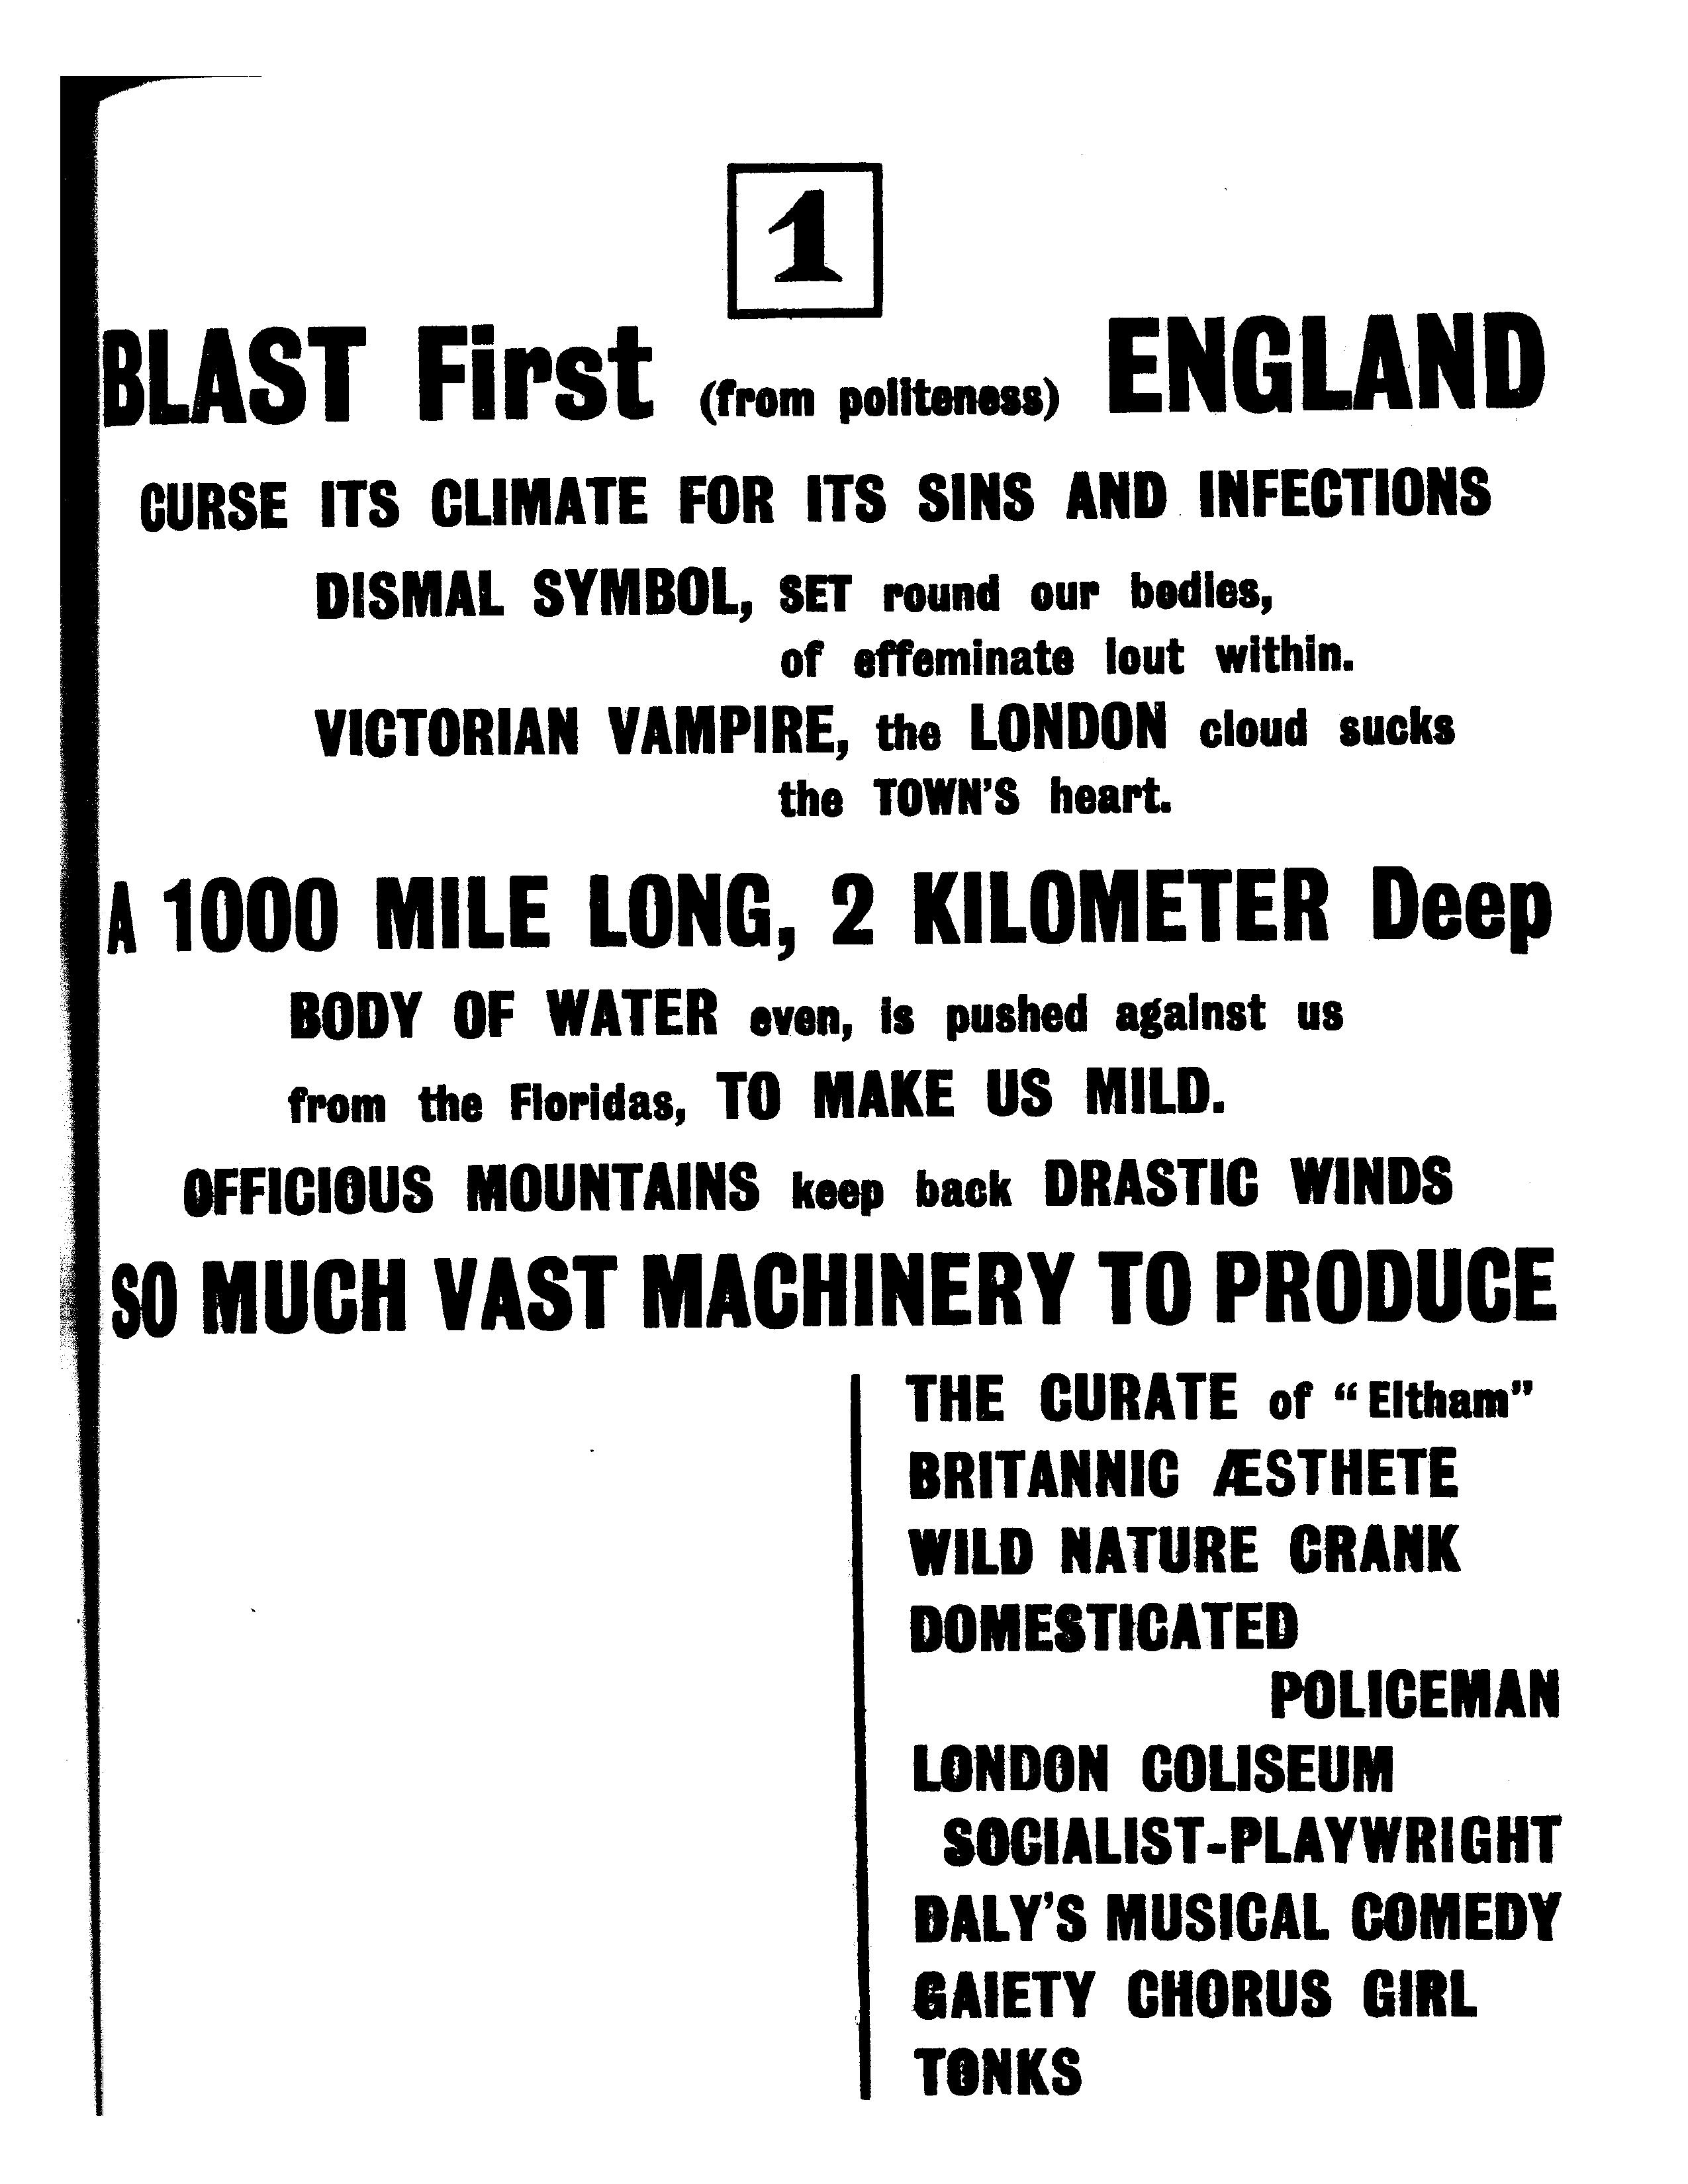 1
BLAST First (from politeness) ENGLAND
CURSE ITS CLIMATE FOR ITS SINS AND INFECTIONS
DISMAL SYMBOL, SET round our bodies,
of effeminate lout within.
VICTORIAN VAMPIRE, the LONDON cloud sucks
the TOWN'S heart.
A 1000 MILE LONG, 2 KILOMETER Deep
BODY OF WATER even, is pushed against us
from the Floridas, TO MAKE US MILD.
OFFICIOUS MOUNTAINS keep back DRASTIC WINDS
SO MUCH VAST MACHINERY TO PRODUCE
THE CURATE of “Eltham”
BRITANNIC ÆSTHETE
WILD NATURE CRANK
DOMESTICATED
POLICEMAN
LONDON COLISEUM
SOCIALIST-PLAYWRIGHT
DALY'S MUSICAL COMEDY
GAIETY CHORUS GIRL
TONKS